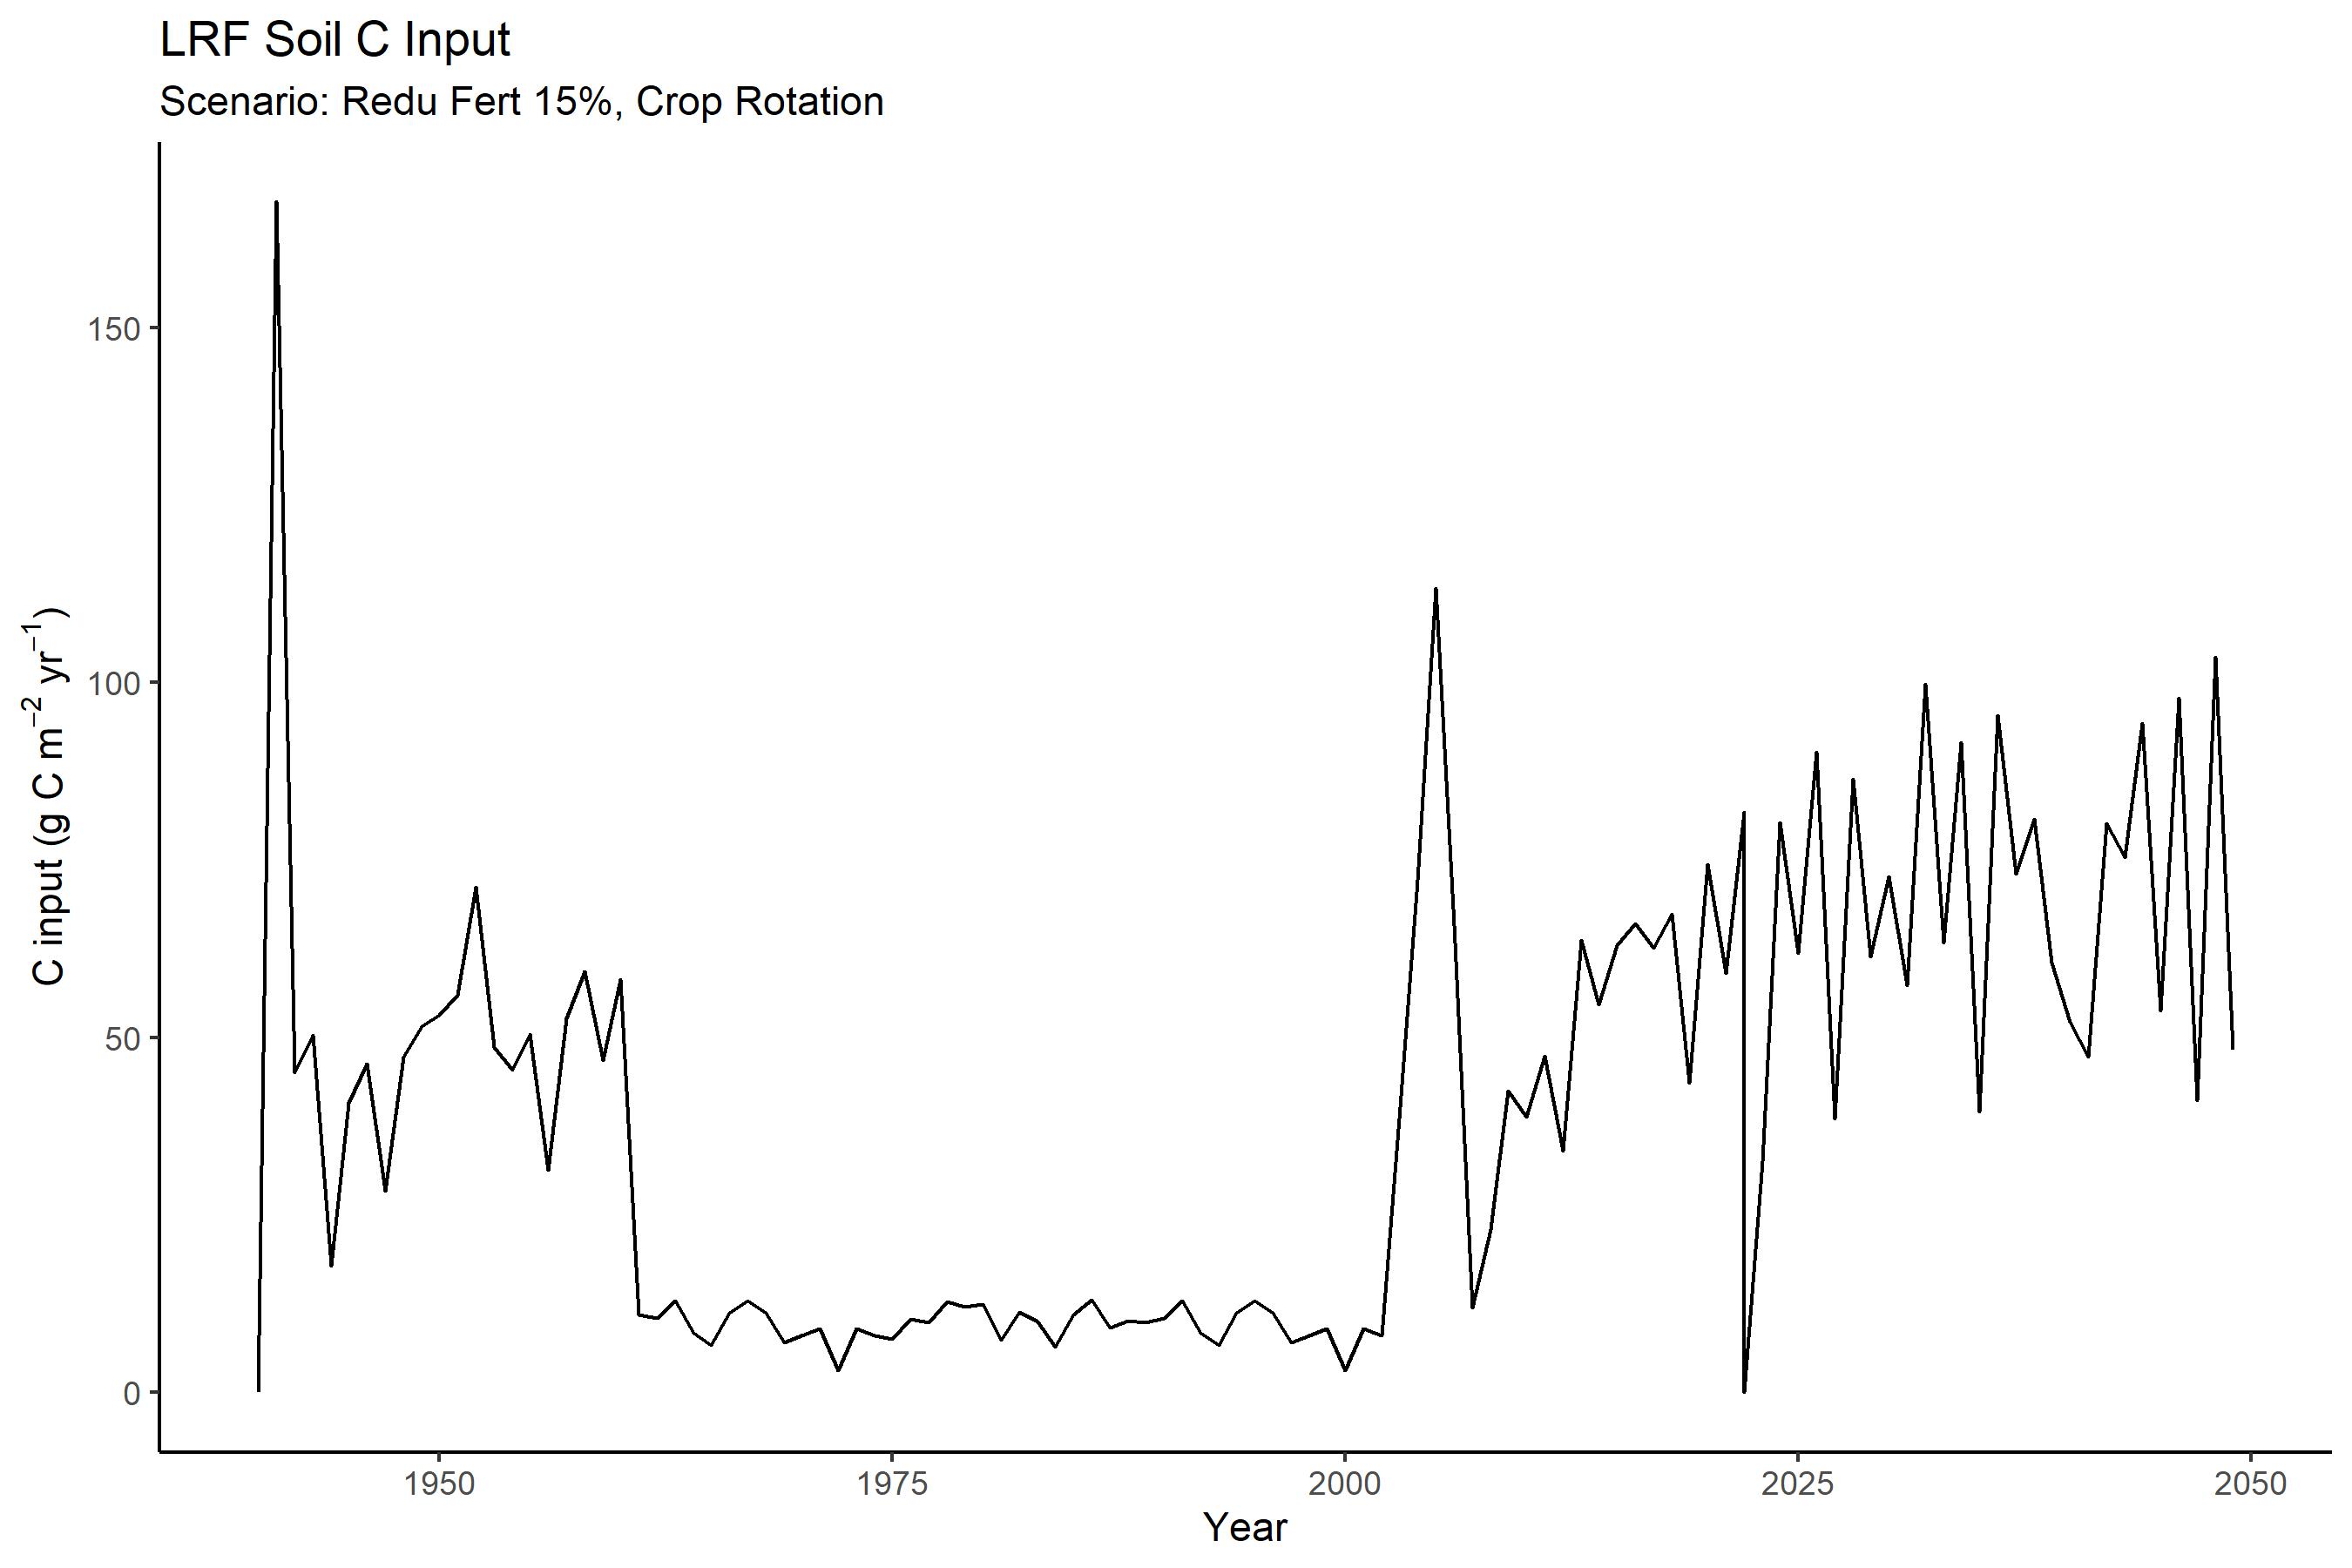 LRF Soil C Input
Scenario: Redu Fert 15%, Crop Rotation
C input (g C m⁻² yr⁻¹)
150
100
50
0
1950 1975 2000 2025 2050
Year